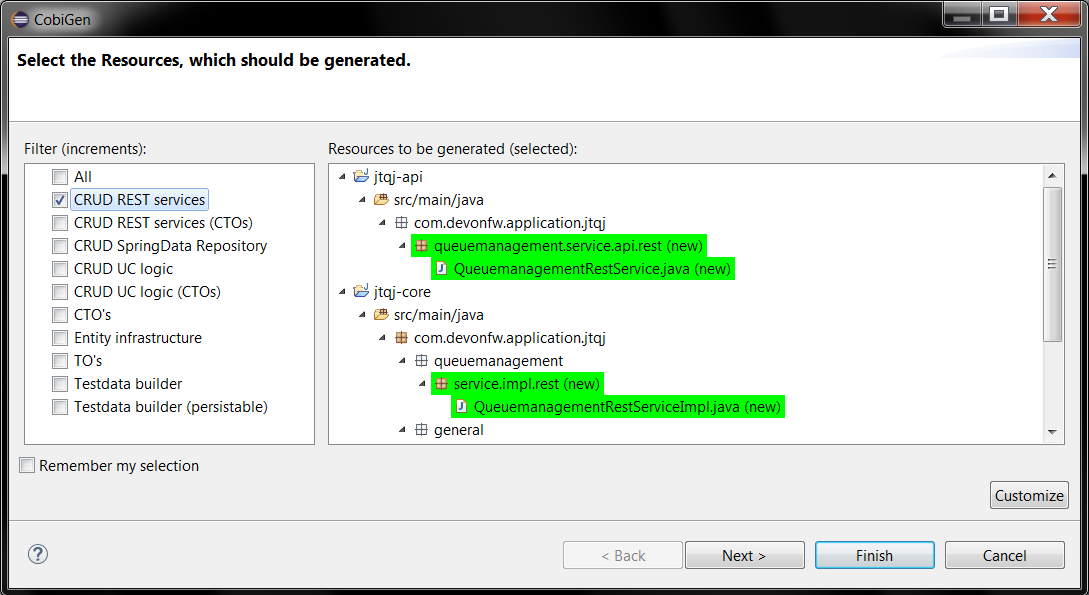 CobiGen
Select the Resources, which should be generated.
Filter (increments):
All
CRUD REST services
CRUD REST services (CTOs)
CRUD SpringData Repository
CRUD UC logic
CRUD UC logic (CTOs)
CTO's
Entity infrastructure
TO's
Testdata builder
Testdata builder (persistable)
Remember my selection
Resources to be generated (selected):
jtqj-api
src/main/java
com.devonfw.application.jtqj
queuemanagement.service.api.rest (new)
QueuemanagementRestService.java (new)
jtqj-core
src/main/java
com.devonfw.application.jtqj
queuemanagement
service.impl.rest (new)
QueuemanagementRestServiceImpl.java (new)
general
Customize
?
< Back
Next >
Finish
Cancel